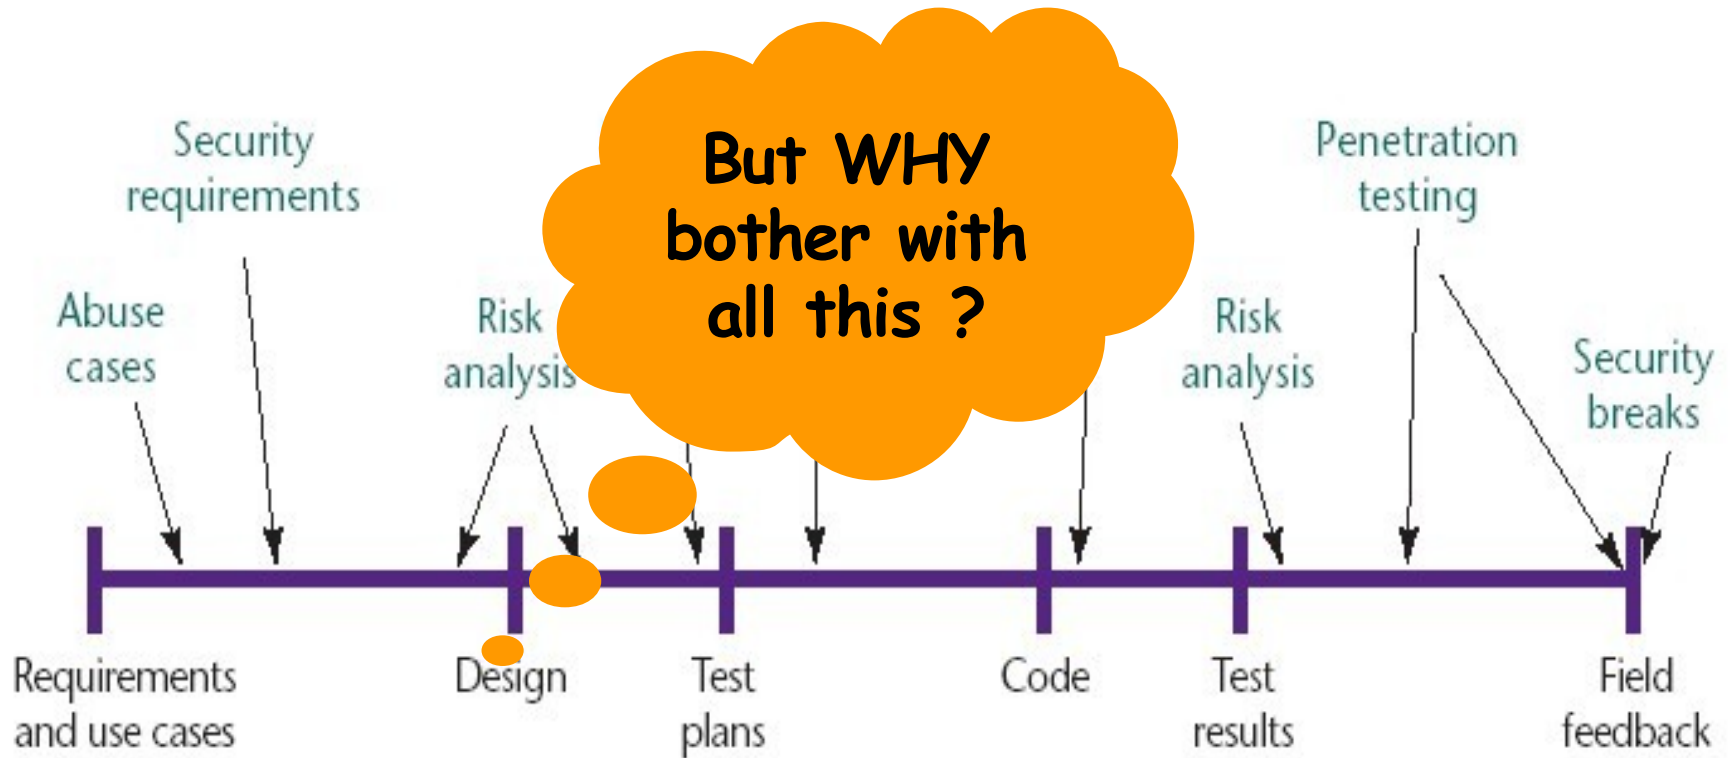 But WHY
bother with
all this ?
Security
requirements
Penetration
testing
Abuse
cases
Risk
analysis
Risk
analysis
Security
breaks
Requirements
and use cases
Design
Test
plans
Code
Test
results
Field
feedback